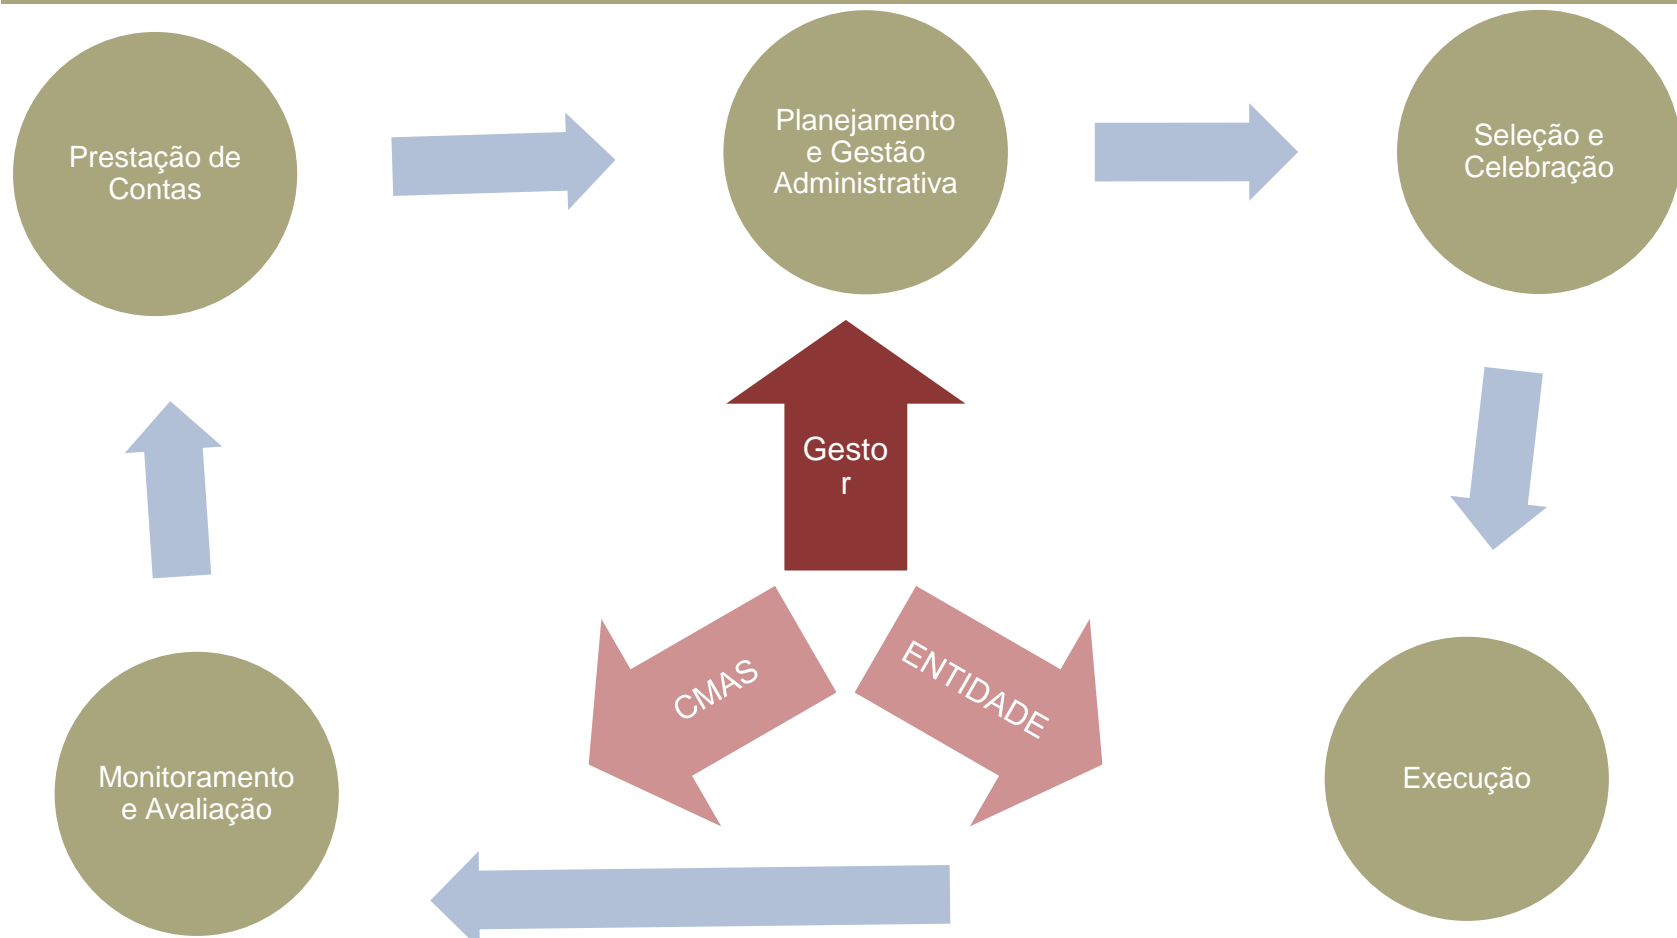 Prestação de
Contas
Planejamento
e Gestão
Administrativa
Seleção e
Celebração
Gesto
r
CMAS
ENTIDADE
Monitoramento
e Avaliação
Execução